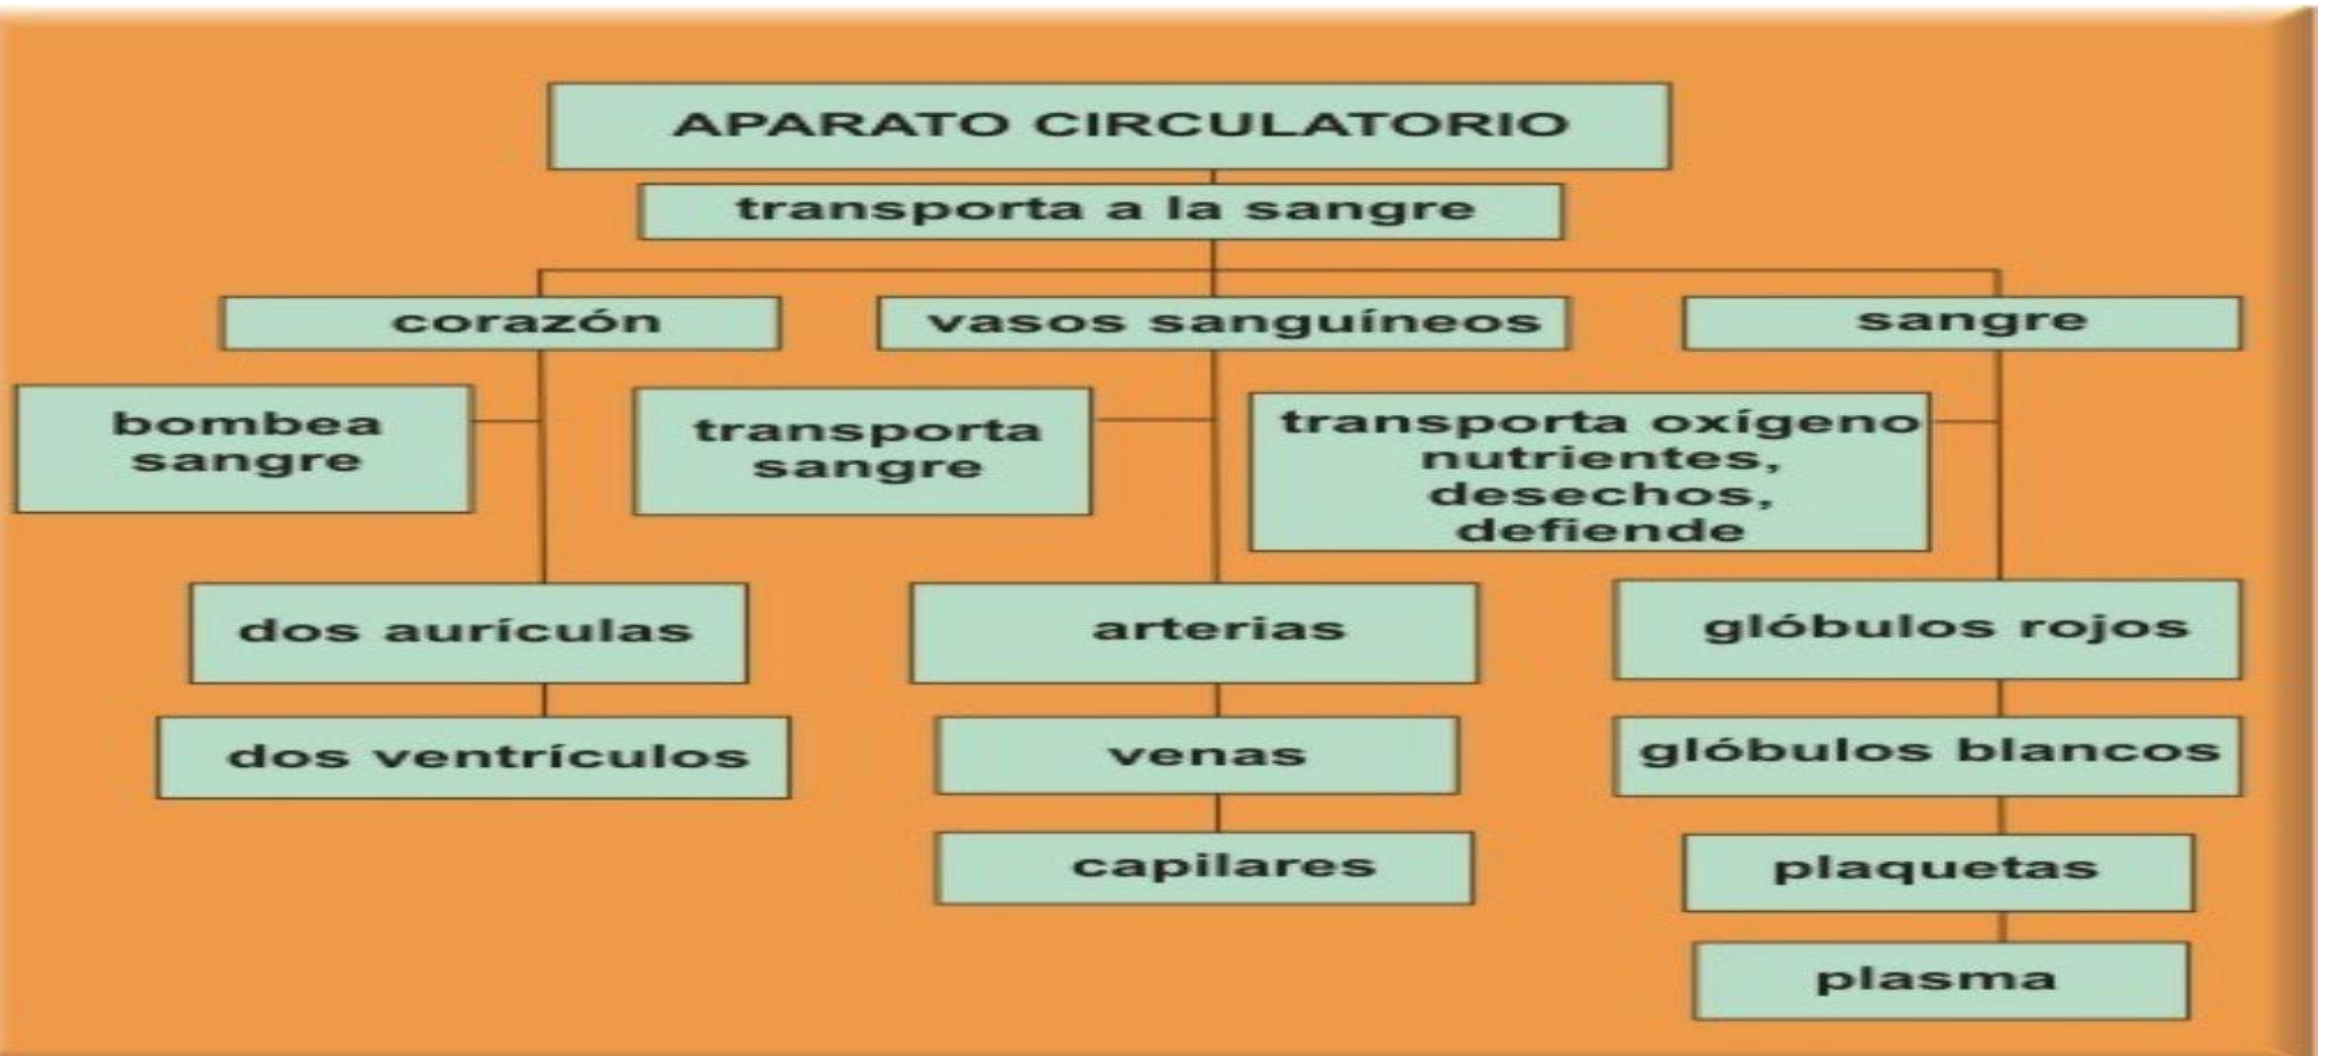 APARATO CIRCULATORIO
transporta a la sangre
corazón
vasos sanguíneos
sangre
bombea
sangre
transporta
sangre
transporta oxígeno
nutrientes,
desechos,
defiende
dos aurículas
arterias
glóbulos rojos
dos ventrículos
venas
glóbulos blancos
capilares
plaquetas
plasma